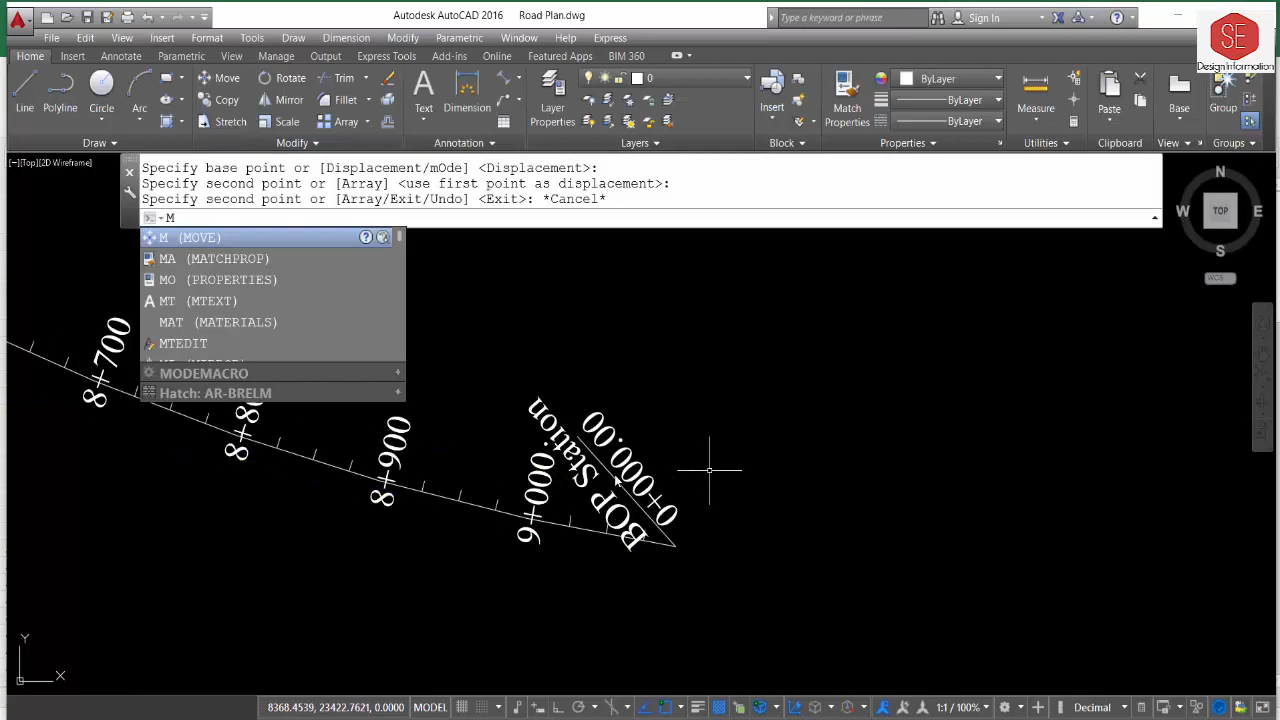 Autodesk AutoCAD 2016 Road Plan.dwg
Type a keyword or phrase
Sign In
SE
Designinformation
File Edit View Insert Format Tools Draw Dimension Modify Parametric Window Help Express
Home Insert Annotate Parametric View Manage Output Express Tools Add-ins Online Featured Apps BIM 360
Line Polyline Circle Arc
Move Rotate Trim
Copy Mirror Fillet
Stretch Scale Array
Text Dimension
Layer Properties
0
Insert
Match Properties
ByLayer
ByLayer
ByLayer
Measure
Paste
Base
Group
Draw Modify Annotation Layers Block Properties Utilities Clipboard View Groups
[−][Top][2D Wireframe]
Specify base point or [Displacement/mOde] <Displacement>:
Specify second point or [Array] <use first point as displacement>:
Specify second point or [Array/Exit/Undo] <Exit>: *Cancel*
M
M (MOVE)
MA (MATCHPROP)
MO (PROPERTIES)
MT (MTEXT)
MAT (MATERIALS)
MTEDIT
MODEMACRO
Hatch: AR-BRELM
N
W TOP E
S
WCS
8+700
8+900
9+000
BOP Station
0+000.00
Y
X
8368.4539, 23422.7621, 0.0000 MODEL
1:1 / 100%
Decimal